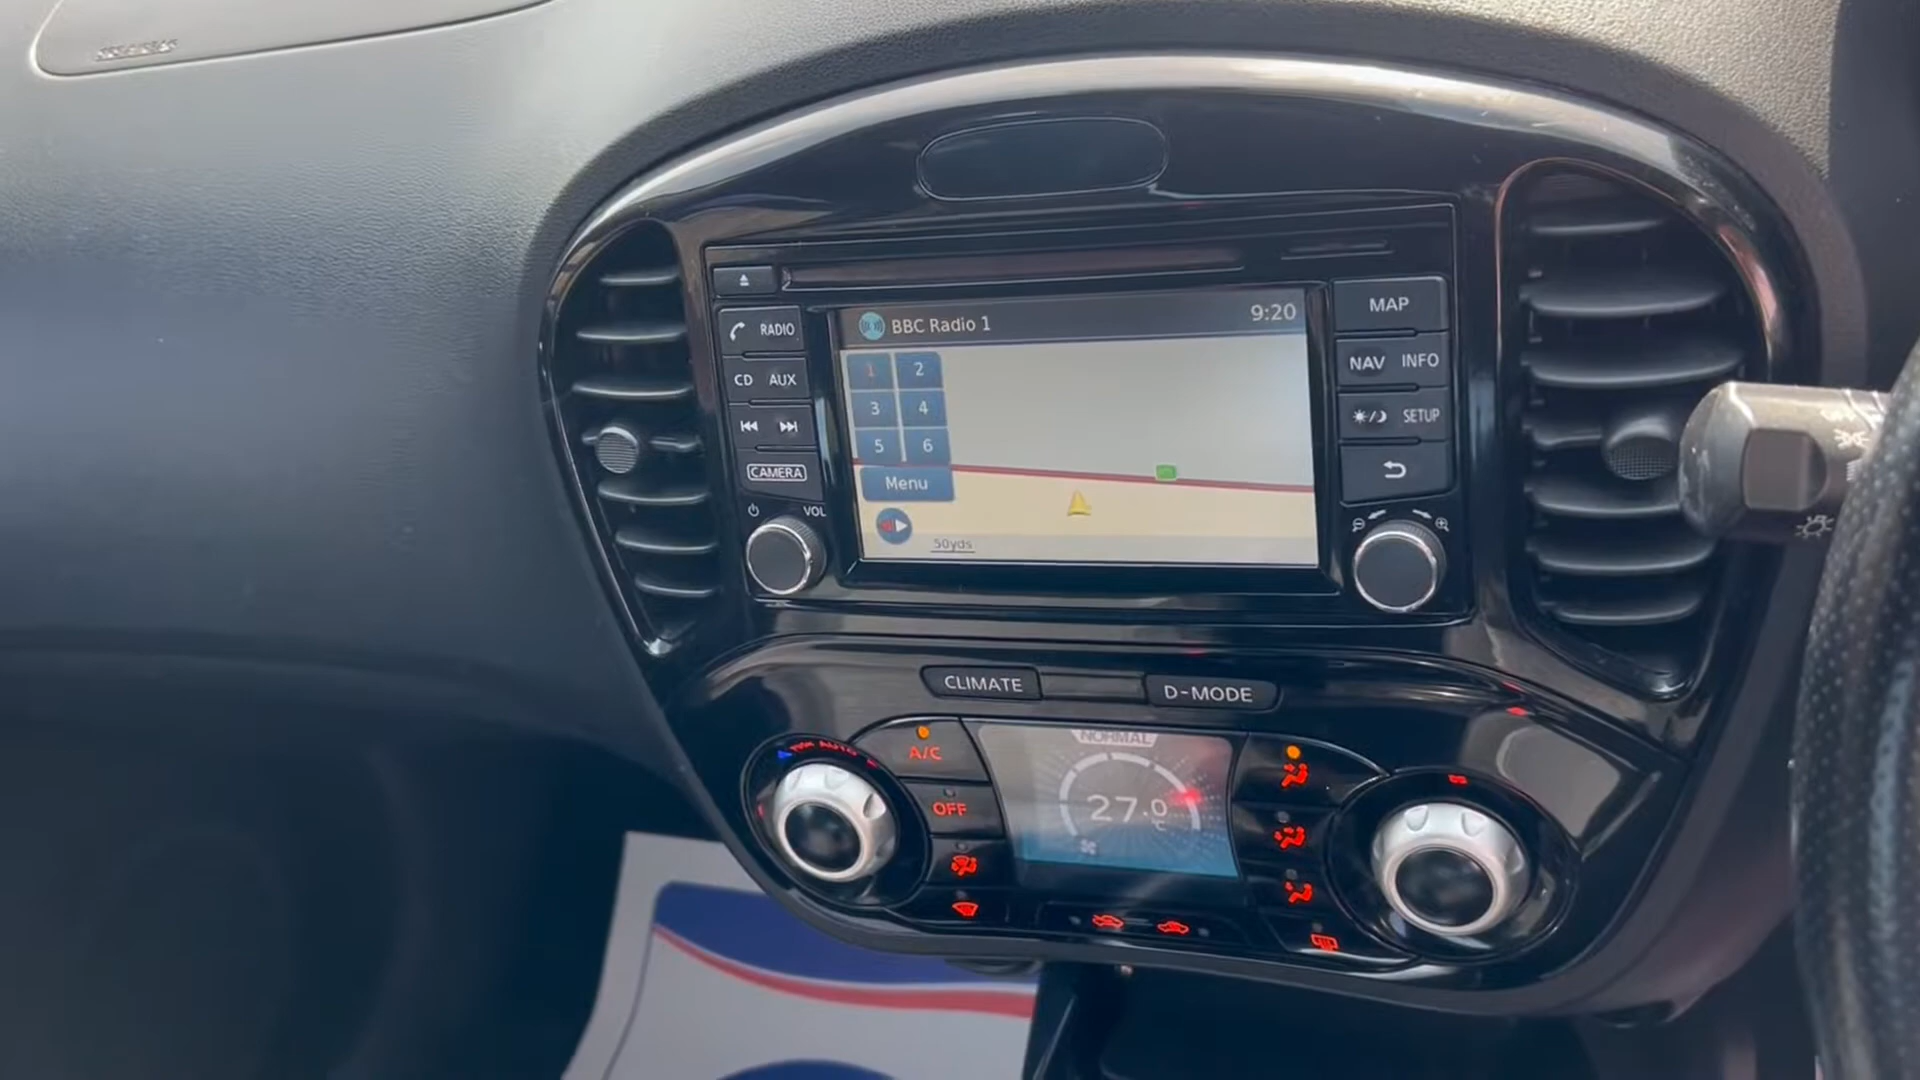 RADIO
CD AUX
CAMERA
VOL
BBC Radio 1
9:20
1 2
3 4
5 6
Menu
50yds
MAP
NAV INFO
SETUP
CLIMATE
D-MODE
AUTO
A/C
OFF
NORMAL
27.0
°C